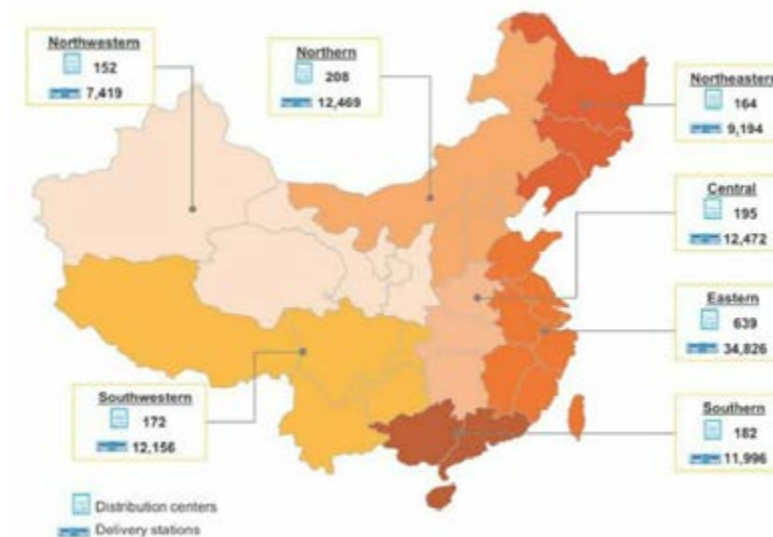 Northwestern
152
7,419
Northern
208
12,469
Northeastern
164
9,194
Central
195
12,472
Eastern
639
34,826
Southwestern
172
12,156
Southern
182
11,996
Distribution centers
Delivery stations